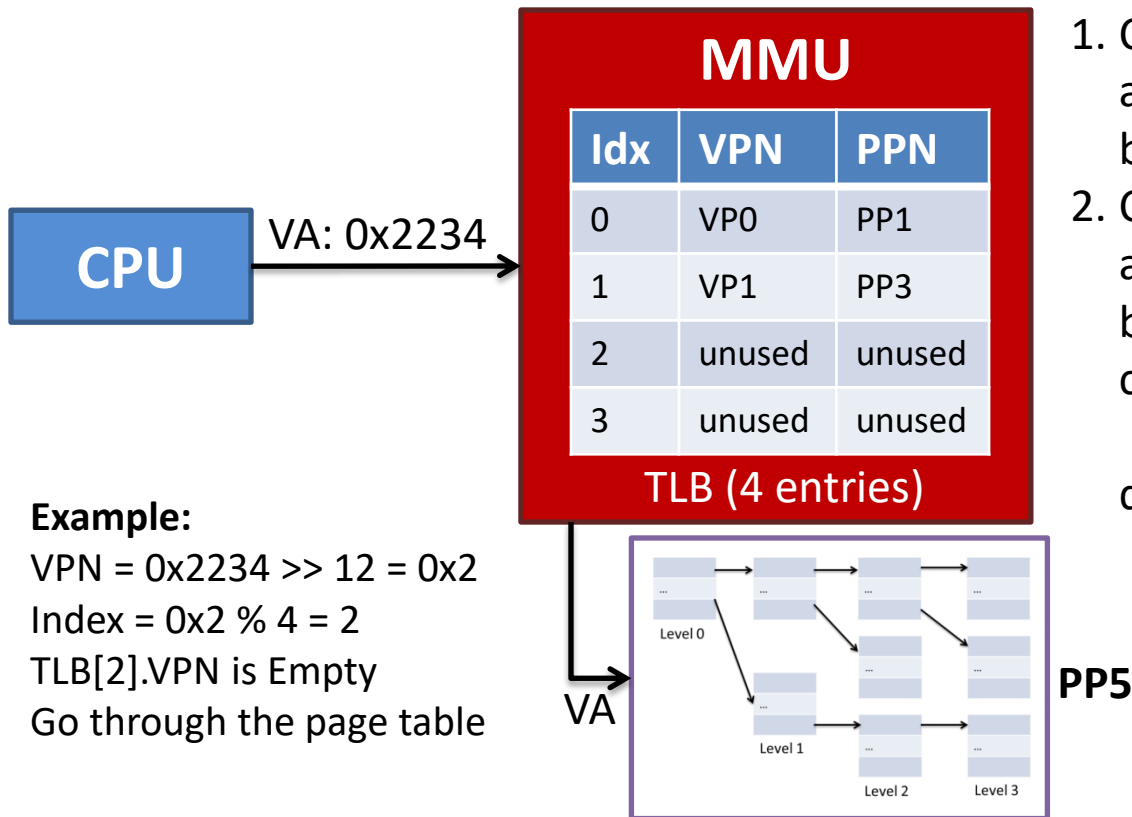 MMU
Idx VPN PPN
0 VP0 PP1
1 VP1 PP3
2 unused unused
3 unused unused
TLB (4 entries)
CPU
VA: 0x2234
1.
2.
Example:
VPN = 0x2234 >> 12 = 0x2
Index = 0x2 % 4 = 2
TLB[2].VPN is Empty
Go through the page table
VA
...
...
...
...
Level 0
...
...
...
Level 1
...
...
Level 2
Level 3
PP5